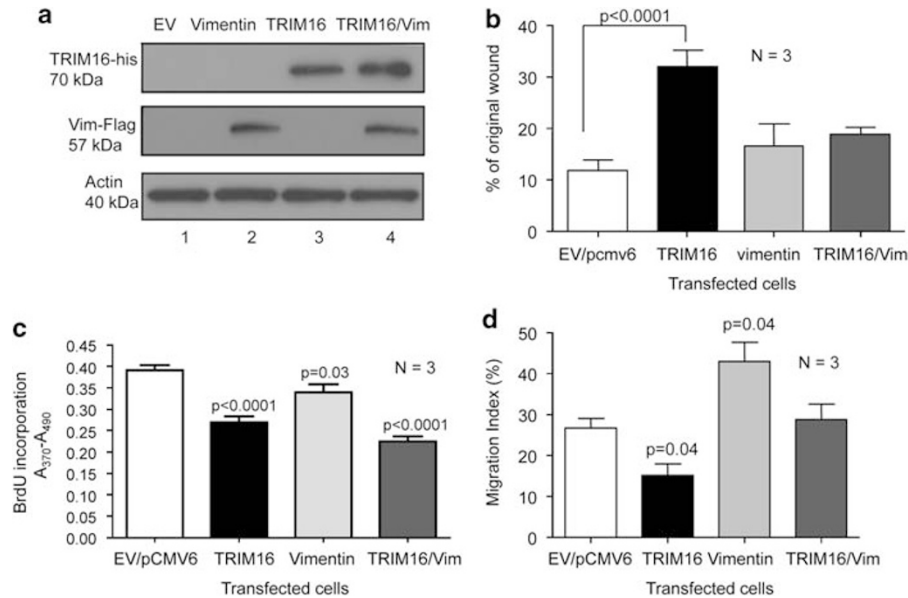 a
EV Vimentin TRIM16 TRIM16/Vim
TRIM16-his
70 kDa
Vim-Flag
57 kDa
Actin
40 kDa
1 2 3 4
b
p<0.0001
N = 3
% of original wound
40
30
20
10
0
EV/pcmv6 TRIM16 vimentin TRIM16/Vim
Transfected cells
c
N = 3
BrdU incorporation
A370-A490
0.45
0.40
0.35
0.30
0.25
0.20
0.15
0.10
0.05
0.00
p<0.0001
p=0.03
p<0.0001
EV/pCMV6 TRIM16 Vimentin TRIM16/Vim
Transfected cells
d
p=0.04
N = 3
p=0.04
Migration Index (%)
50
40
30
20
10
0
EV/pCMV6 TRIM16 Vimentin TRIM16/Vim
Transfected cells